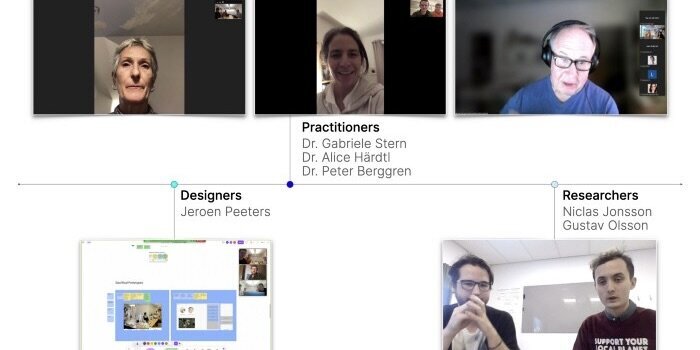 Practitioners
Dr. Gabriele Stern
Dr. Alice Härdtl
Dr. Peter Berggren
Designers
Jeroen Peeters
Researchers
Niclas Jonsson
Gustav Olsson
SUPPORT YOUR
LOCAL PLANET